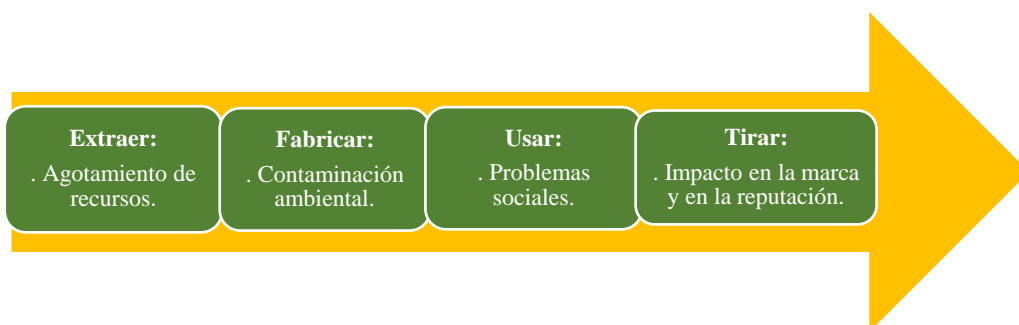 Extraer:
. Agotamiento de
recursos.
Fabricar:
. Contaminación
ambiental.
Usar:
. Problemas
sociales.
Tirar:
. Impacto en la marca
y en la reputación.